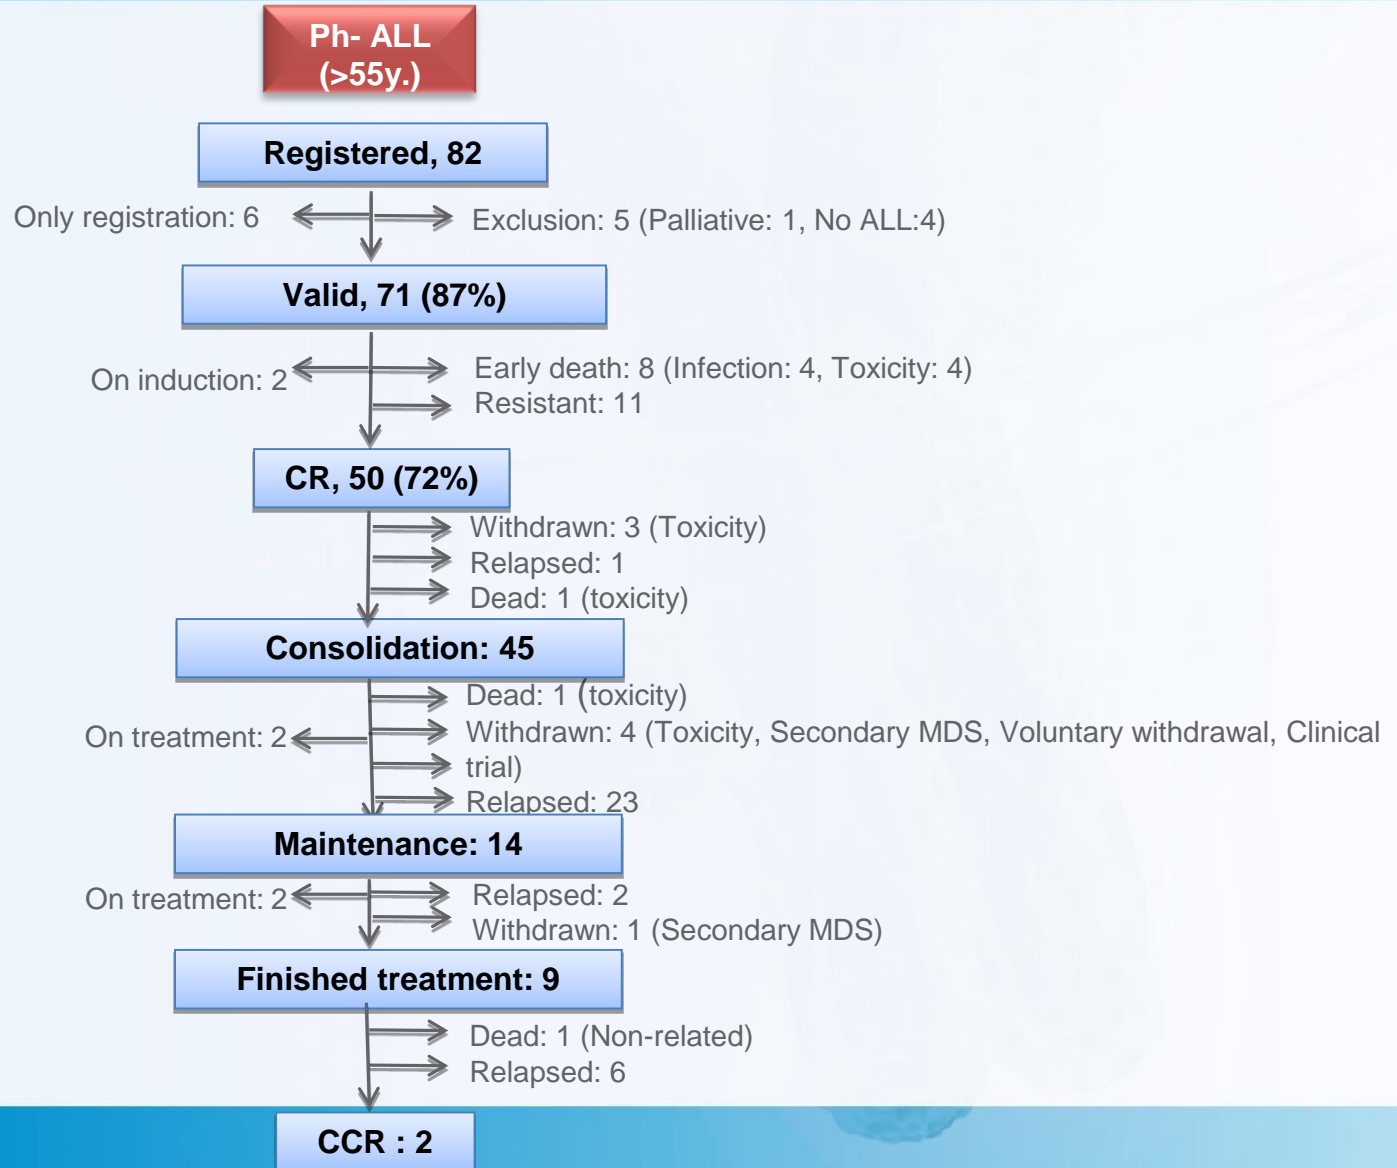 Ph- ALL
(>55y.)
Registered, 82
Only registration: 6
Exclusion: 5 (Palliative: 1, No ALL:4)
Valid, 71 (87%)
On induction: 2
Early death: 8 (Infection: 4, Toxicity: 4)
Resistant: 11
CR, 50 (72%)
Withdrawn: 3 (Toxicity)
Relapsed: 1
Dead: 1 (toxicity)
Consolidation: 45
Dead: 1 (toxicity)
On treatment: 2
Withdrawn: 4 (Toxicity, Secondary MDS, Voluntary withdrawal, Clinical
trial)
Relapsed: 23
Maintenance: 14
On treatment: 2
Relapsed: 2
Withdrawn: 1 (Secondary MDS)
Finished treatment: 9
Dead: 1 (Non-related)
Relapsed: 6
CCR : 2